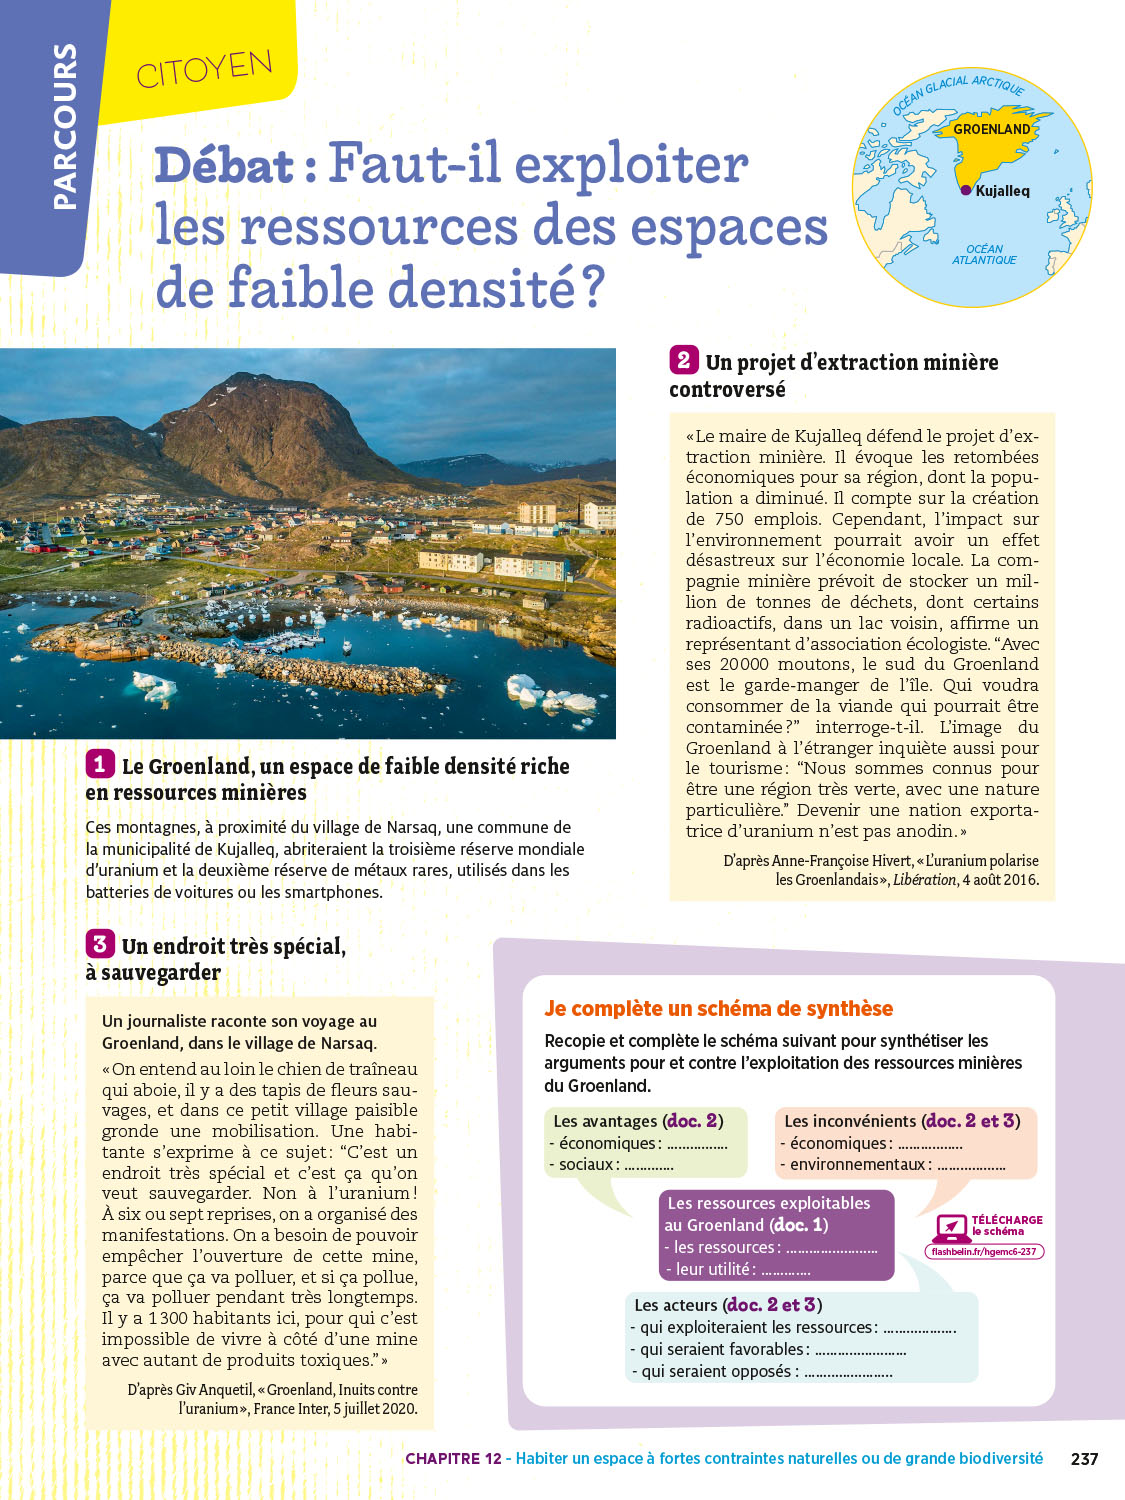 PARCOURS
CITOYEN
Débat : Faut-il exploiter
les ressources des espaces
de faible densité ?
OCÉAN GLACIAL ARCTIQUE
GROENLAND
Kujalleq
OCÉAN
ATLANTIQUE
1 Le Groenland, un espace de faible densité riche
en ressources minières
Ces montagnes, à proximité du village de Narsaq, une commune de
la municipalité de Kujalleq, abriteraient la troisième réserve mondiale
d'uranium et la deuxième réserve de métaux rares, utilisés dans les
batteries de voitures ou les smartphones.
2 Un projet d'extraction minière
controversé
« Le maire de Kujalleq défend le projet d'ex-
traction minière. Il évoque les retombées
économiques pour sa région, dont la popu-
lation a diminué. Il compte sur la création
de 750 emplois. Cependant, l'impact sur
l'environnement pourrait avoir un effet
désastreux sur l'économie locale. La com-
pagnie minière prévoit de stocker un mil-
lion de tonnes de déchets, dont certains
radioactifs, dans un lac voisin, affirme un
représentant d'association écologiste. "Avec
ses 20 000 moutons, le sud du Groenland
est le garde-manger de l'île. Qui voudra
consommer de la viande qui pourrait être
contaminée ?" interroge-t-il. L'image du
Groenland à l'étranger inquiète aussi pour
le tourisme : "Nous sommes connus pour
être une région très verte, avec une nature
particulière." Devenir une nation exporta-
trice d'uranium n'est pas anodin. »
D'après Anne-Françoise Hivert, « L'uranium polarise
les Groenlandais », Libération, 4 août 2016.
3 Un endroit très spécial,
à sauvegarder
Un journaliste raconte son voyage au
Groenland, dans le village de Narsaq.
« On entend au loin le chien de traîneau
qui aboie, il y a des tapis de fleurs sau-
vages, et dans ce petit village paisible
gronde une mobilisation. Une habi-
tante s'exprime à ce sujet : "C'est un
endroit très spécial et c'est ça qu'on
veut sauvegarder. Non à l'uranium !
À six ou sept reprises, on a organisé des
manifestations. On a besoin de pouvoir
empêcher l'ouverture de cette mine,
parce que ça va polluer, et si ça pollue,
ça va polluer pendant très longtemps.
Il y a 1 300 habitants ici, pour qui c'est
impossible de vivre à côté d'une mine
avec autant de produits toxiques." »
D'après Giv Anquetil, « Groenland, Inuits contre
l'uranium », France Inter, 5 juillet 2020.
Je complète un schéma de synthèse
Recopie et complète le schéma suivant pour synthétiser les
arguments pour et contre l'exploitation des ressources minières
du Groenland.
Les avantages (doc. 2)
- économiques : ................
- sociaux : .............
Les inconvénients (doc. 2 et 3)
- économiques : .................
- environnementaux : ..................
Les ressources exploitables
au Groenland (doc. 1)
- les ressources : ........................
- leur utilité : .............
TÉLÉCHARGE
le schéma
flashbelin.fr/hgemc6-237
Les acteurs (doc. 2 et 3)
- qui exploiteraient les ressources : ...................
- qui seraient favorables : ........................
- qui seraient opposés : .......................
CHAPITRE 12 - Habiter un espace à fortes contraintes naturelles ou de grande biodiversité 237